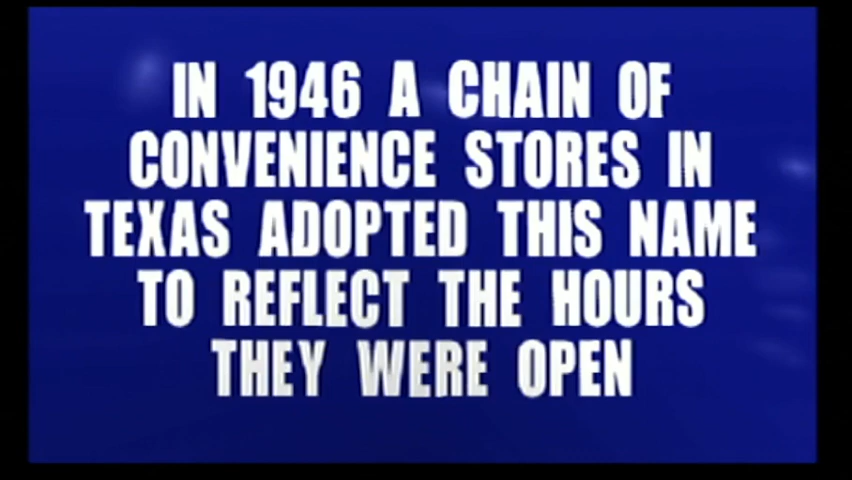 IN 1946 A CHAIN OF
CONVENIENCE STORES IN
TEXAS ADOPTED THIS NAME
TO REFLECT THE HOURS
THEY WERE OPEN